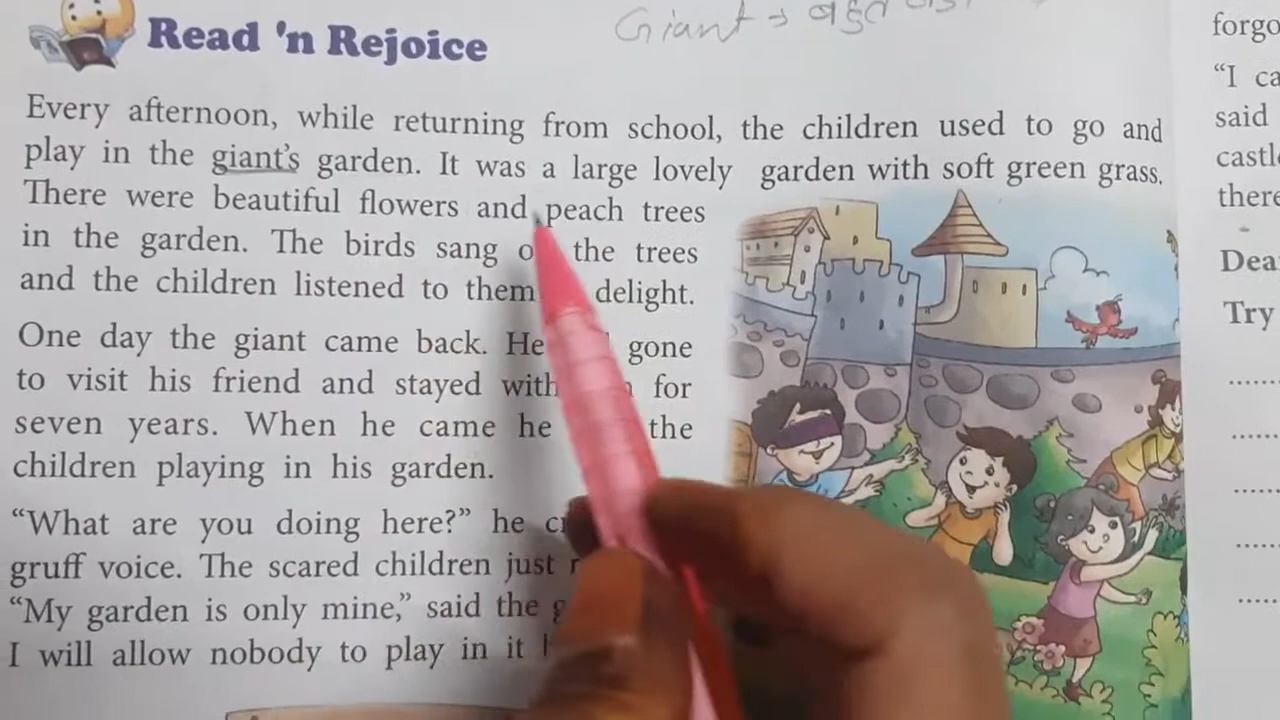 Read 'n Rejoice
Giant →
Every afternoon, while returning from school, the children used to go and
play in the giant's garden. It was a large lovely garden with soft green grass.
There were beautiful flowers and peach trees
in the garden. The birds sang the trees
and the children listened to them delight.
One day the giant came back. He gone
to visit his friend and stayed with for
seven years. When he came he the
children playing in his garden.
“What are you doing here?” he
gruff voice. The scared children just
“My garden is only mine,” said the
I will allow nobody to play in it
“I
said
there
Try